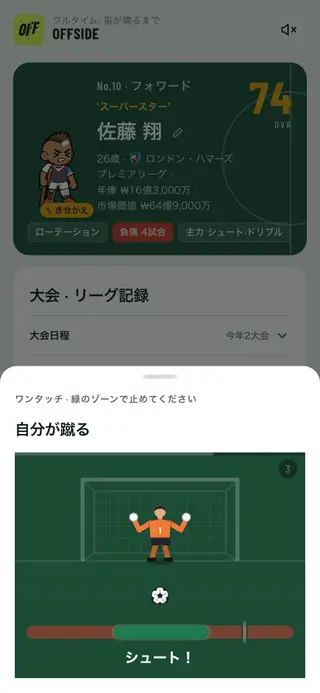 OFF
フルタイム: 笛が鳴るまで
OFFSIDE
No.10 · フォワード
74
OVR
'スーパースター'
佐藤 翔
26歳 · ロンドン・ハマーズ
プレミアリーグ ·
年俸 ₩16億3,000万 ·
市場価値 ₩64億9,000万
きせかえ
ローテーション
負傷 4試合
主力 シュート·ドリブル
大会 · リーグ記録
大会日程
今年2大会
ワンタッチ · 緑のゾーンで止めてください
自分が蹴る
3
1
シュート！